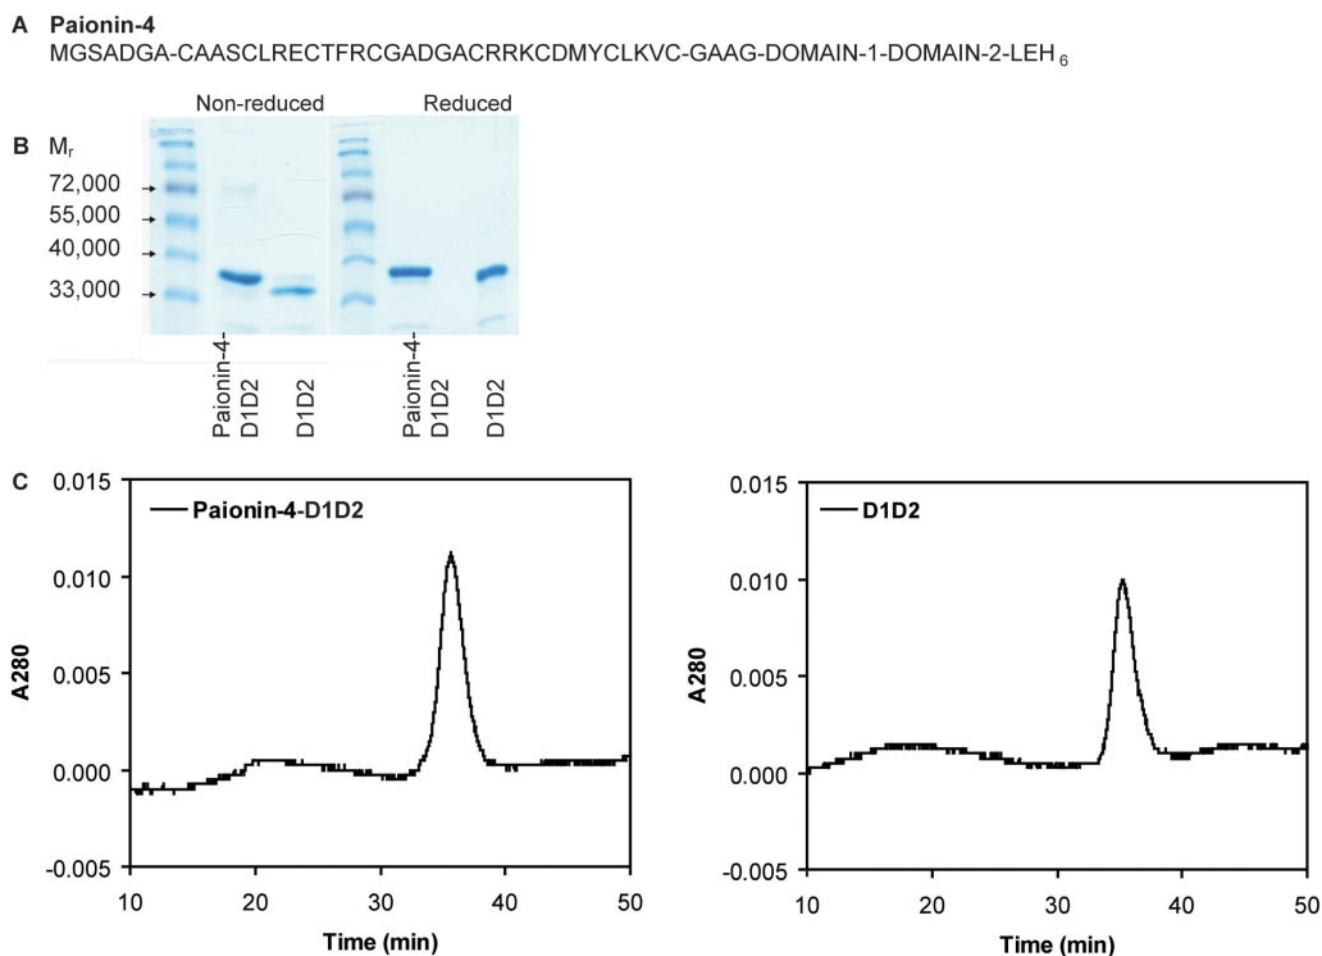 A Paionin-4
MGSADGA-CAASCLRECTFRCGADGACRRKCDMYCLKVC-GAAG-DOMAIN-1-DOMAIN-2-LEH6
Non-reduced Reduced
B Mr
72,000
55,000
40,000
33,000
Paionin-4-
D1D2
D1D2
Paionin-4-
D1D2
D1D2
C
0.015
0.010
0.005
0.000
-0.005
A280
Paionin-4-D1D2
10 20 30 40 50
Time (min)
0.015
0.010
0.005
0.000
-0.005
A280
D1D2
10 20 30 40 50
Time (min)